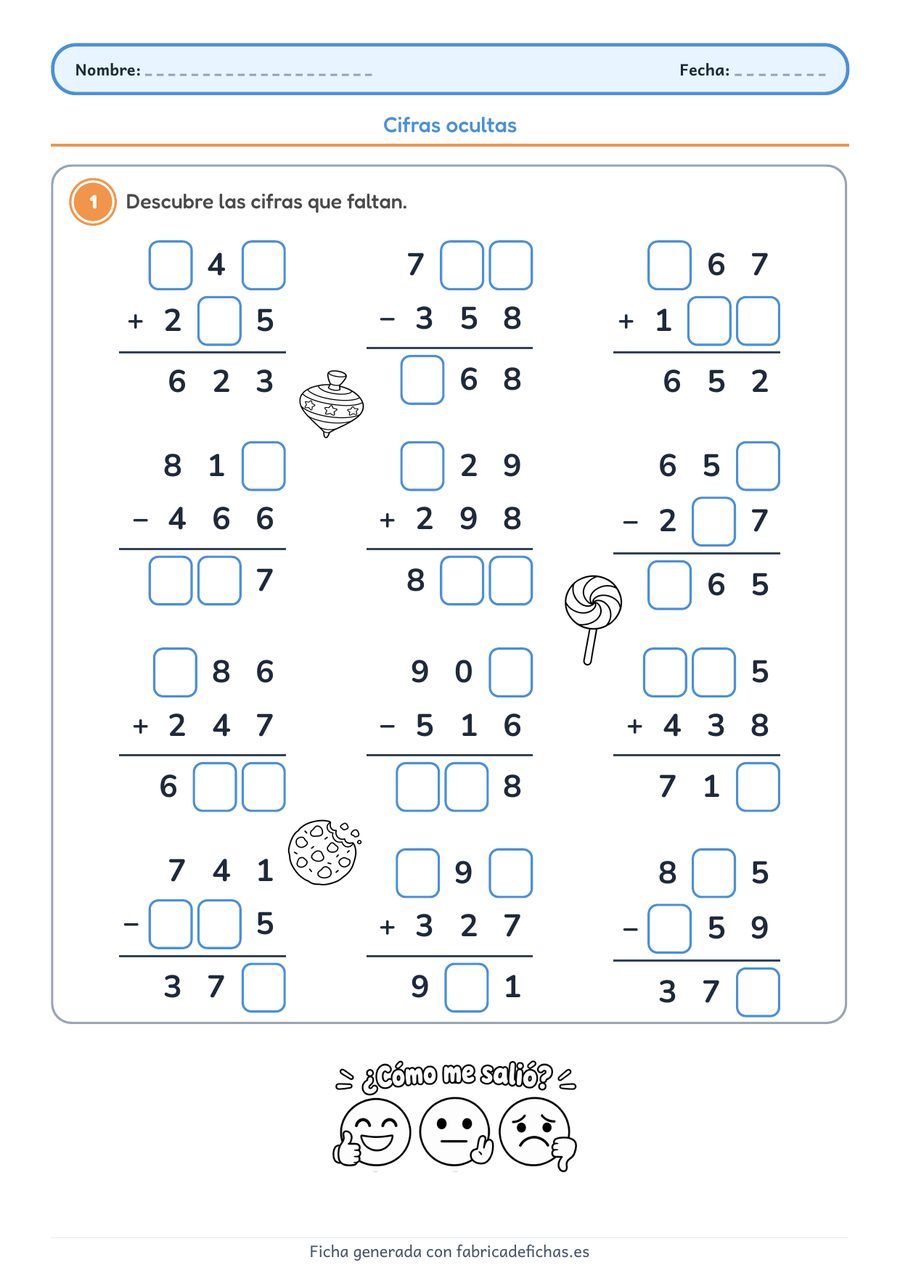 Nombre: Fecha:
Cifras ocultas
1 Descubre las cifras que faltan.
4
+ 2 5
6 2 3
7
- 3 5 8
6 8
6 7
+ 1
6 5 2
8 1
- 4 6 6
7
2 9
+ 2 9 8
8
6 5
- 2 7
6 5
8 6
+ 2 4 7
6
9 0
- 5 1 6
8
5
+ 4 3 8
7 1
7 4 1
- 5
3 7
9
+ 3 2 7
9 1
8 5
- 5 9
3 7
¿Cómo me salió?
Ficha generada con fabricadefichas.es